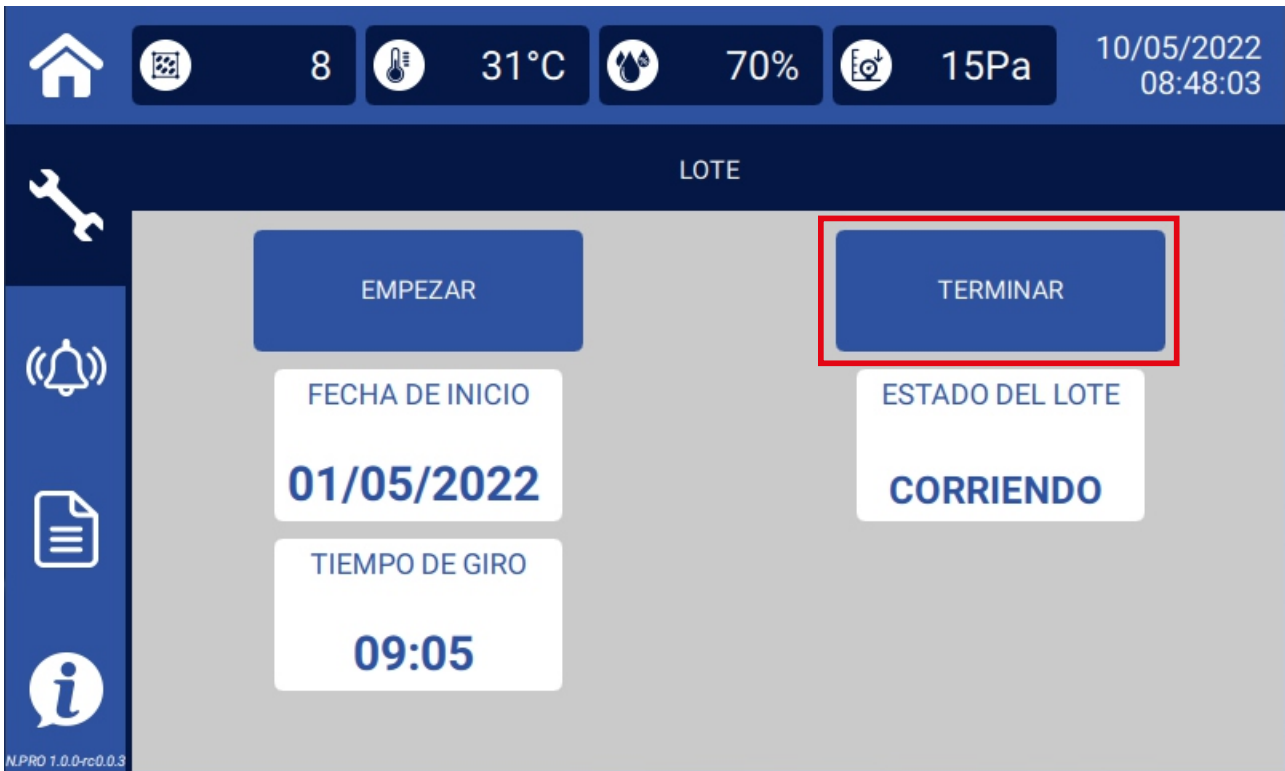 8
31°C
70%
15Pa
10/05/2022
08:48:03
LOTE
EMPEZAR
TERMINAR
FECHA DE INICIO
01/05/2022
ESTADO DEL LOTE
CORRIENDO
TIEMPO DE GIRO
09:05
N.PRO 1.0.0-rc0.0.3